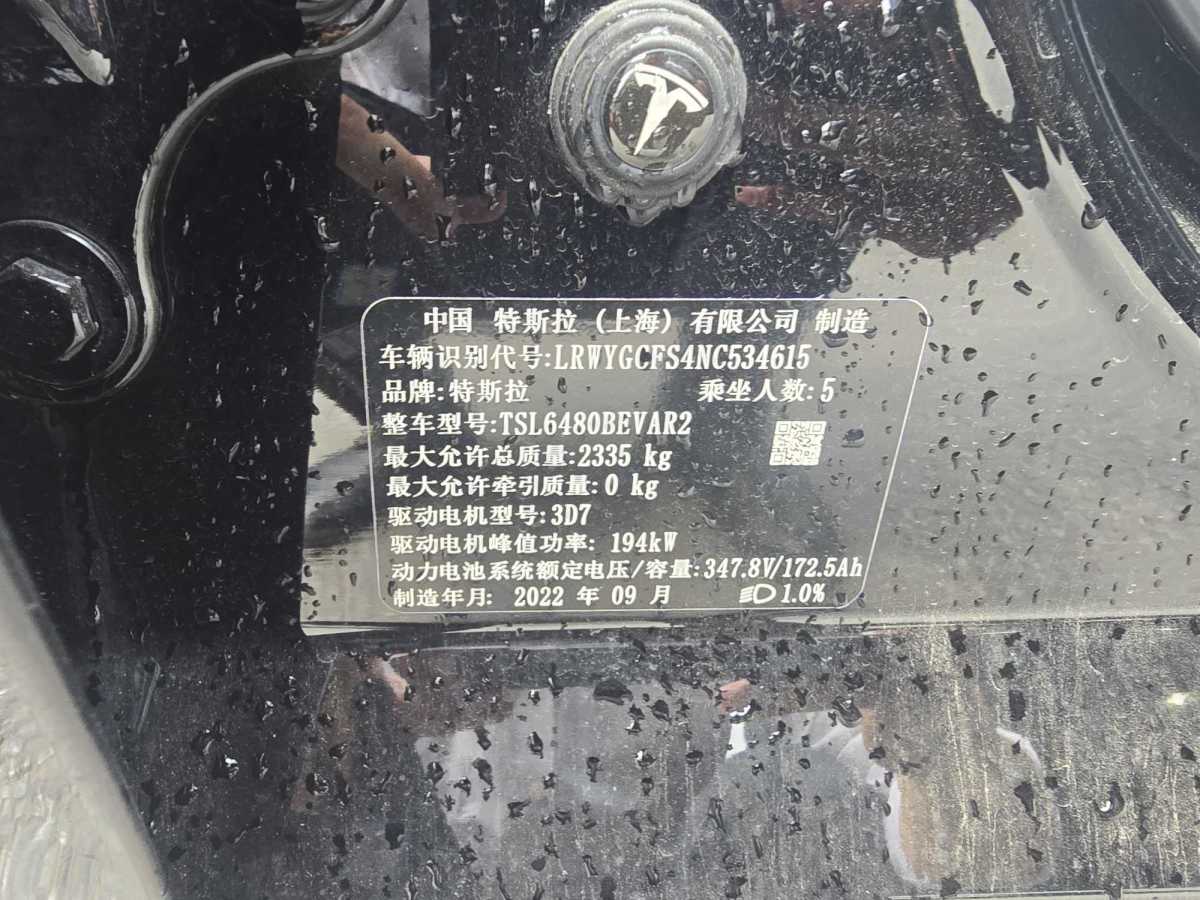 中国 特斯拉 (上海) 有限公司 制造
车辆识别代号:LRWYGCFS4NC534615
品牌:特斯拉 乘坐人数:5
整车型号:TSL6480BEVAR2
最大允许总质量:2335 kg
最大允许牵引质量:0 kg
驱动电机型号:3D7
驱动电机峰值功率: 194kW
动力电池系统额定电压/容量:347.8V/172.5Ah
制造年月: 2022 年 09 月 1.0%